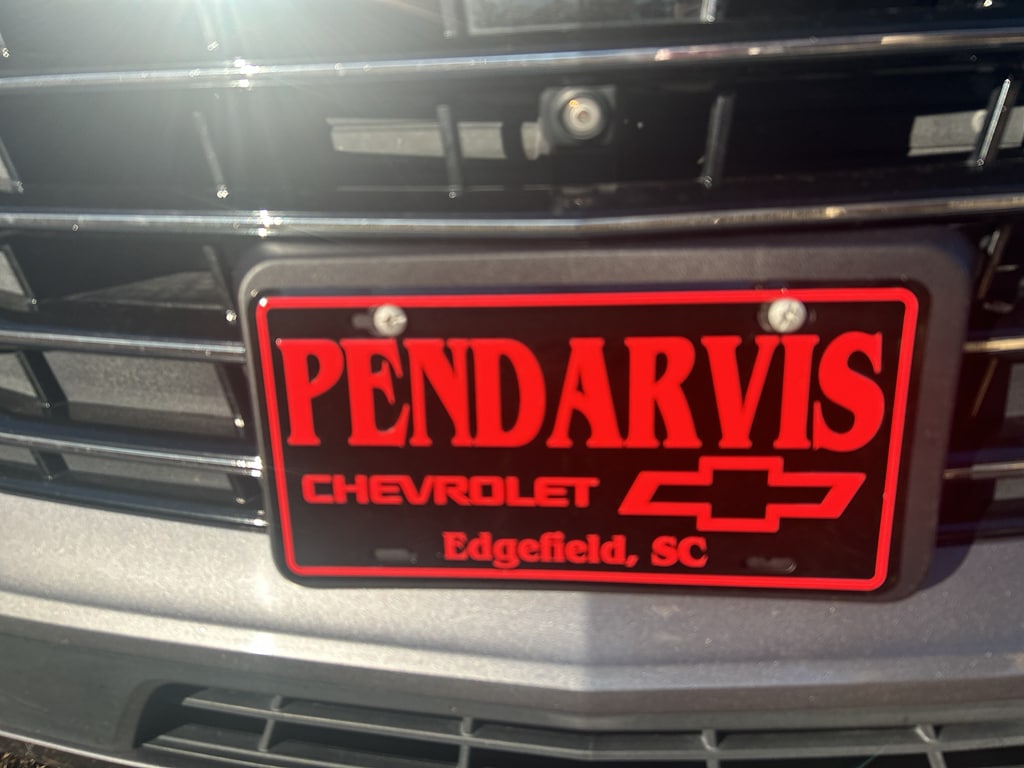 PENDARVIS
CHEVROLET
Edgefield, SC